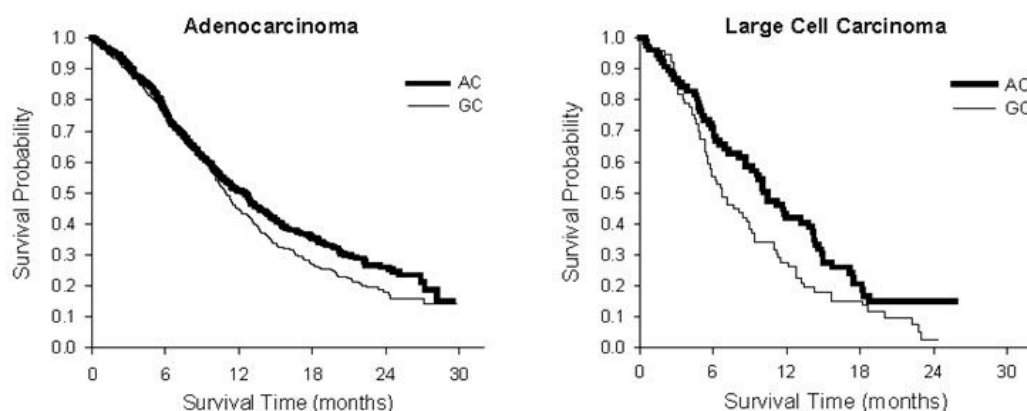 Adenocarcinoma
Survival Probability
1.0
0.9
0.8
0.7
0.6
0.5
0.4
0.3
0.2
0.1
0.0
AC
GC
0 6 12 18 24 30
Survival Time (months)
Large Cell Carcinoma
Survival Probability
1.0
0.9
0.8
0.7
0.6
0.5
0.4
0.3
0.2
0.1
0.0
AC
GC
0 6 12 18 24 30
Survival Time (months)